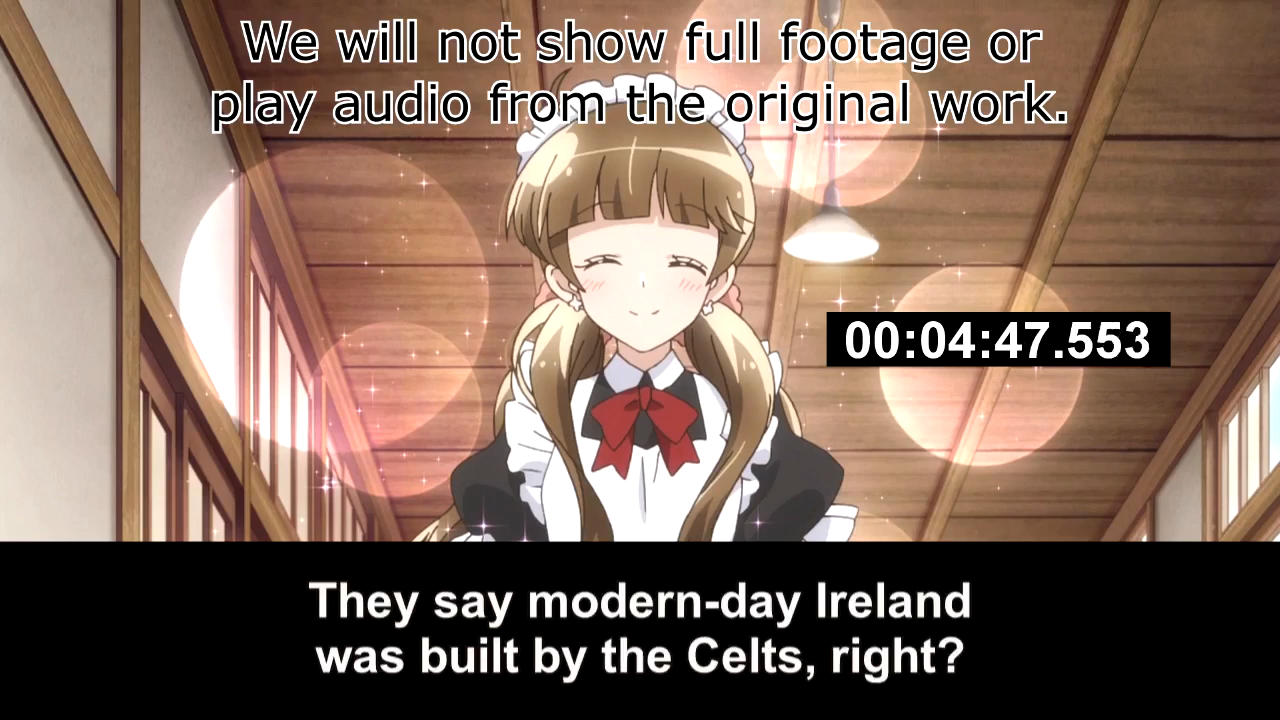 We will not show full footage or
play audio from the original work.
00:04:47.553
They say modern-day Ireland
was built by the Celts, right?